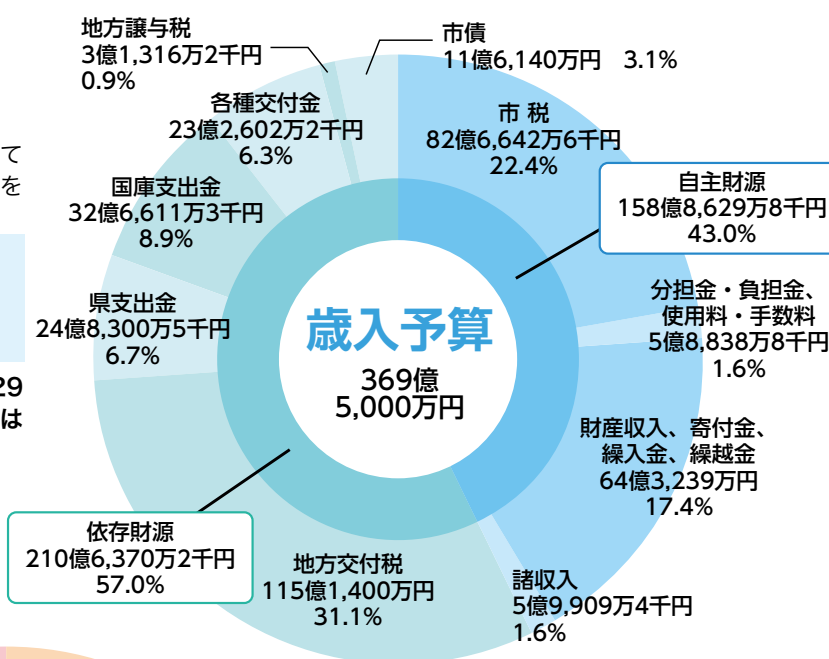 地方譲与税
3億1,316万2千円
0.9%
市債
11億6,140万円 3.1%
各種交付金
23億2,602万2千円
6.3%
市 税
82億6,642万6千円
22.4%
て
を
国庫支出金
32億6,611万3千円
8.9%
自主財源
158億8,629万8千円
43.0%
県支出金
24億8,300万5千円
6.7%
歳入予算
369億
5,000万円
分担金・負担金、
使用料・手数料
5億8,838万8千円
1.6%
29
は
財産収入、寄付金、
繰入金、繰越金
64億3,239万円
17.4%
依存財源
210億6,370万2千円
57.0%
地方交付税
115億1,400万円
31.1%
諸収入
5億9,909万4千円
1.6%